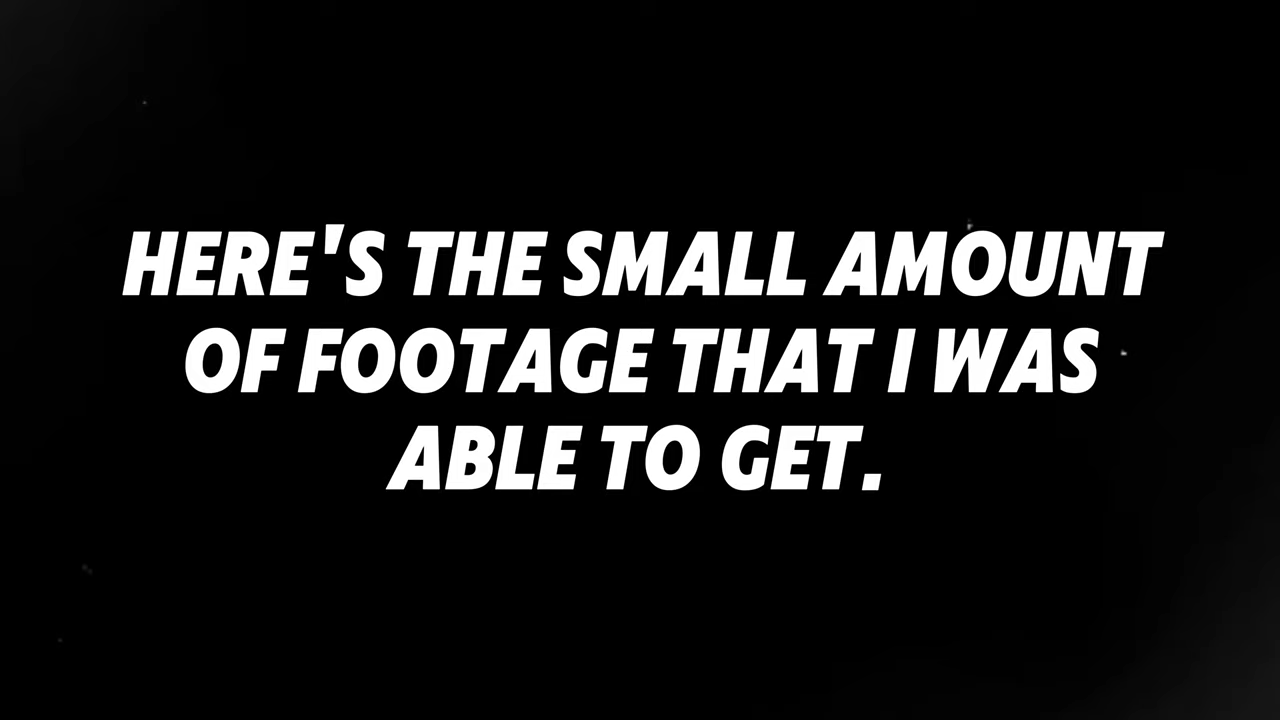 HERE'S THE SMALL AMOUNT
OF FOOTAGE THAT I WAS
ABLE TO GET.